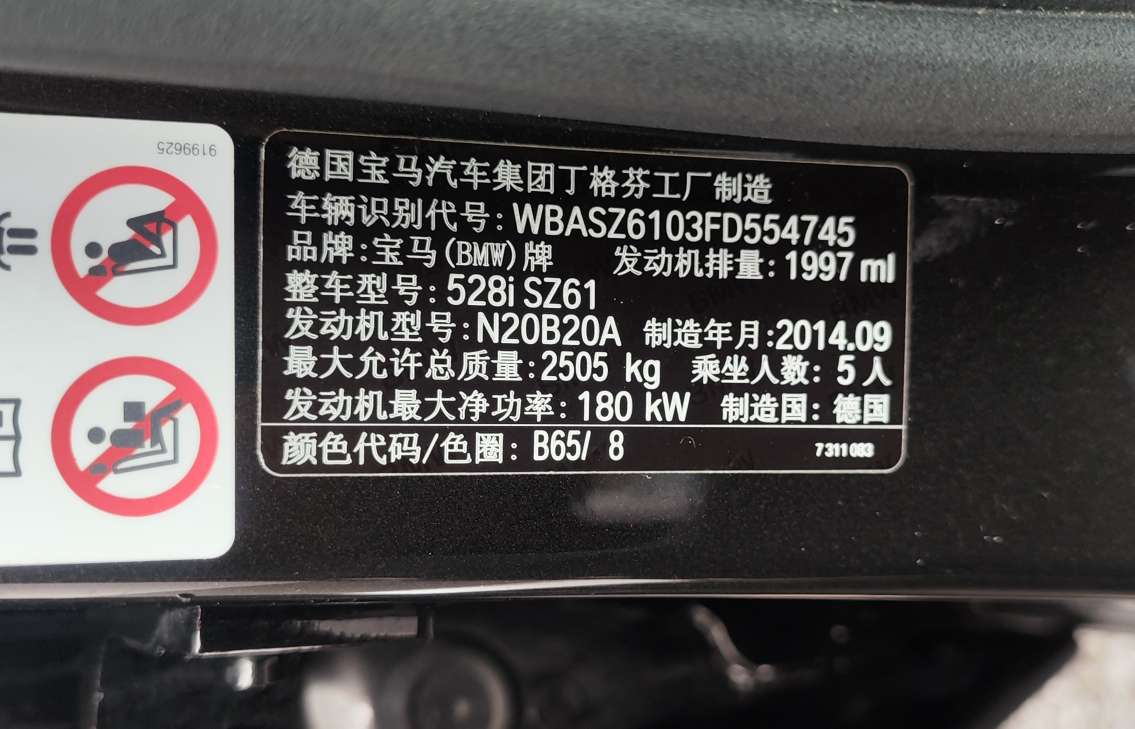 9199625
德国宝马汽车集团丁格芬工厂制造
车辆识别代号: WBASZ6103FD554745
品牌: 宝马(BMW)牌 发动机排量: 1997 ml
整车型号: 528i SZ61
发动机型号: N20B20A 制造年月: 2014.09
最大允许总质量: 2505 kg 乘坐人数: 5 人
发动机最大净功率: 180 kW 制造国: 德国
颜色代码/色圈: B65/ 8 7311083